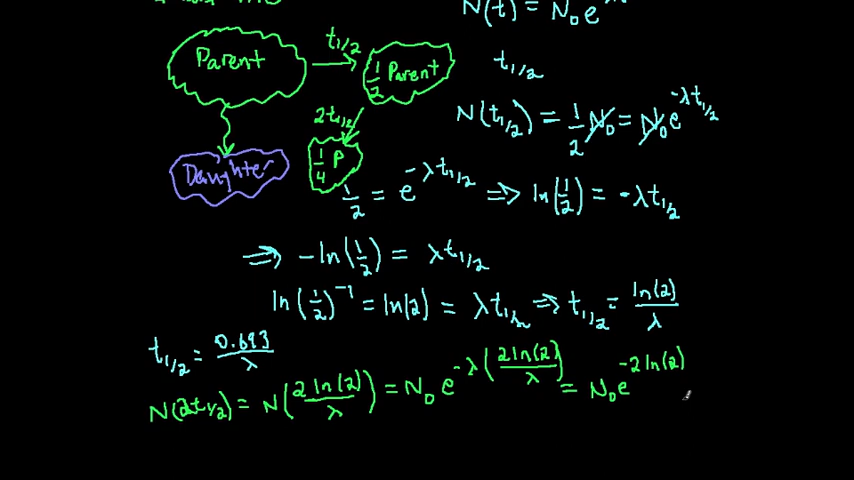 N(t) = N₀e
Parent
t₁/₂
½ Parent
t₁/₂
2t₁/₂
N(t₁/₂) = ½ N₀ = N₀e^(-λt₁/₂)
Daughter
¼ P
½ = e^(-λt₁/₂) ⇒ ln(½) = -λt₁/₂
⇒ -ln(½) = λt₁/₂
ln(½)⁻¹ = ln(2) = λt₁/₂ ⇒ t₁/₂ = ln(2)/λ
t₁/₂ = 0.693/λ
N(2t₁/₂) = N(2ln(2)/λ) = N₀e^(-λ(2ln(2)/λ)) = N₀e^(-2ln(2))